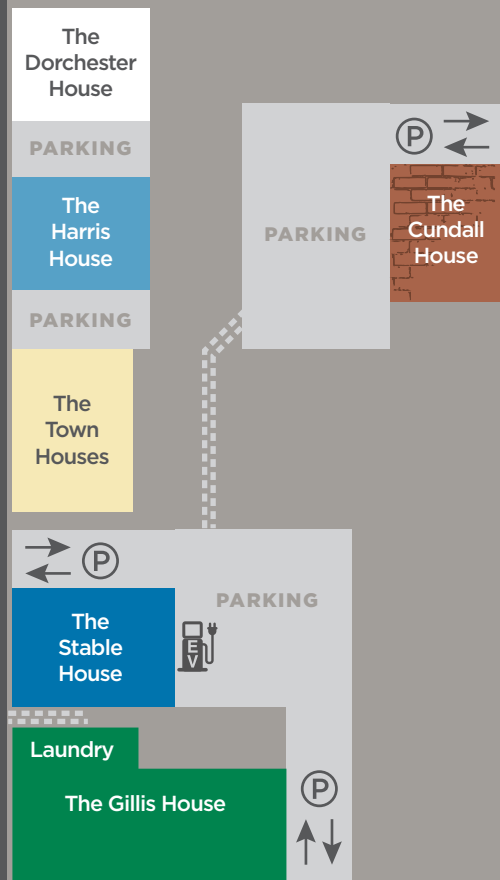 The
Dorchester
House
PARKING
The
Harris
House
PARKING
The
Town
Houses
PARKING
P
The
Cundall
House
P
PARKING
The
Stable
House
E
V
Laundry
The Gillis House
P